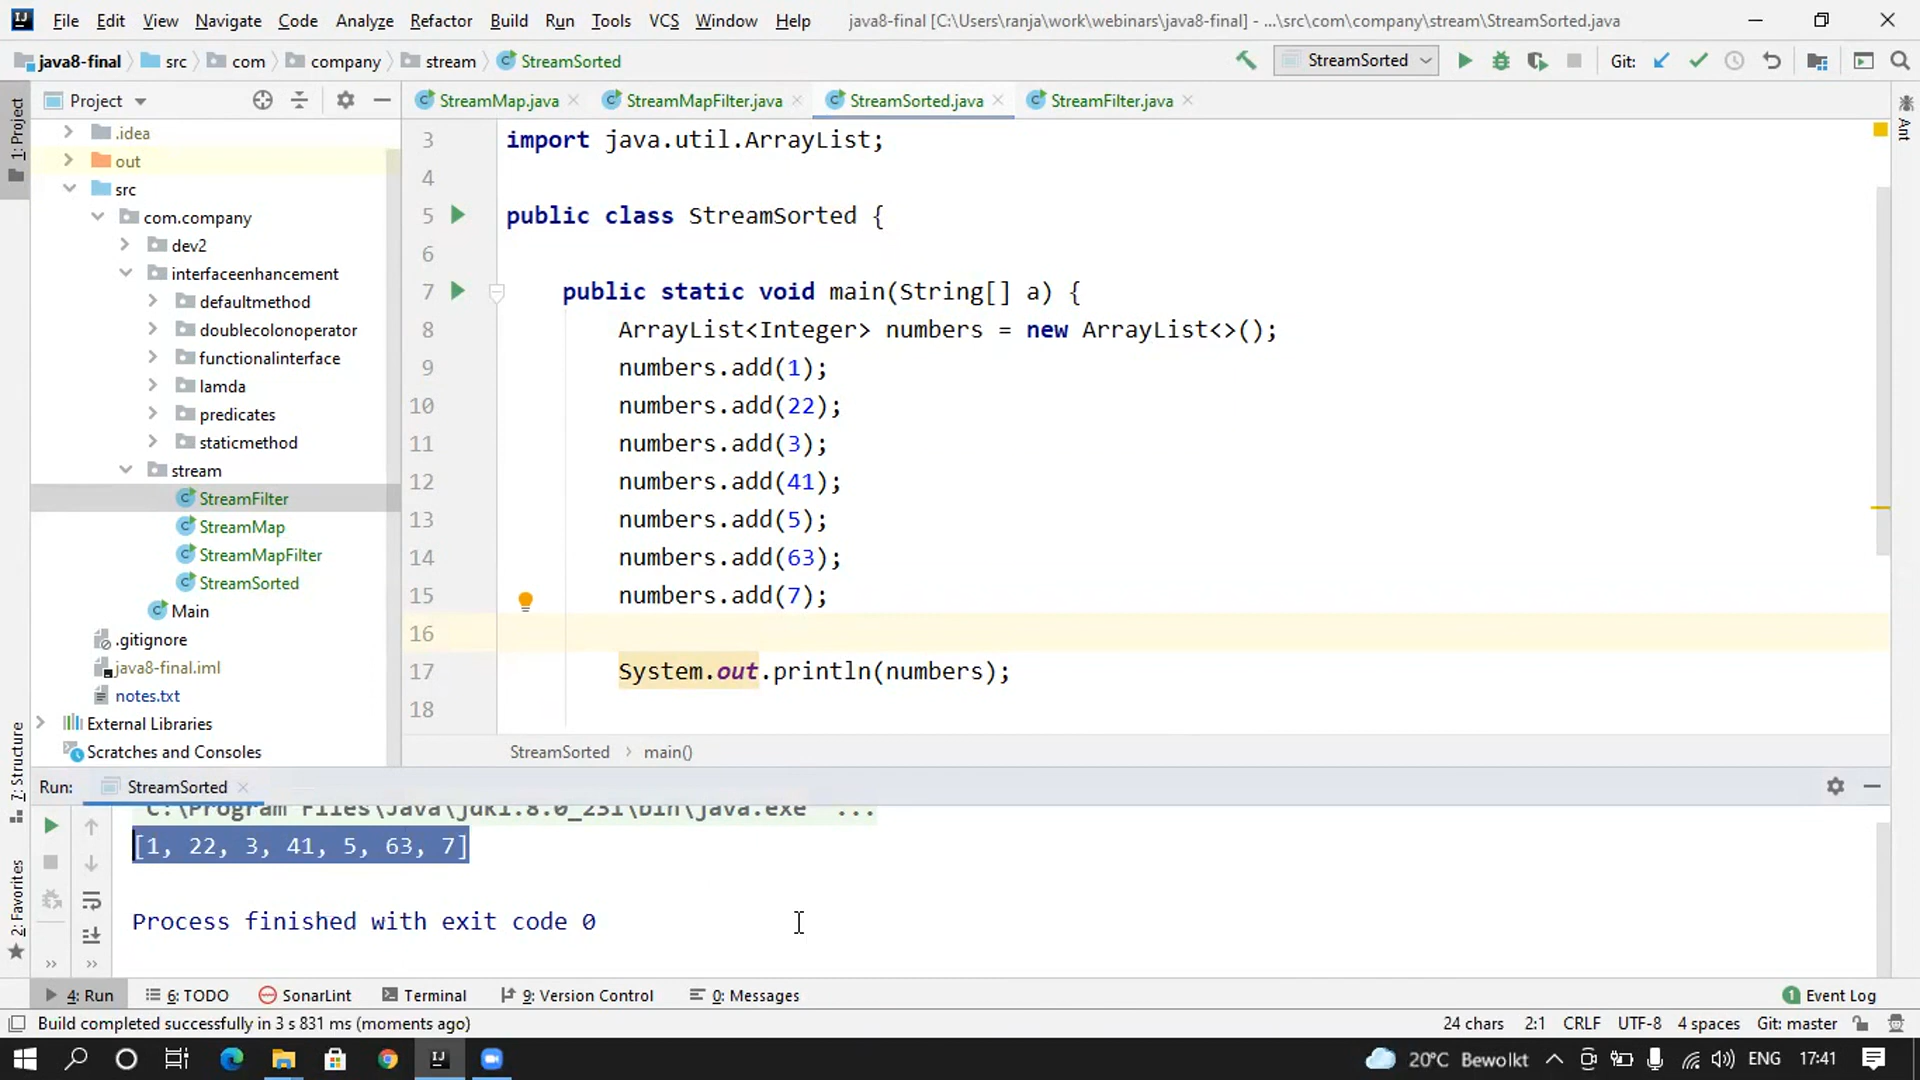 File Edit View Navigate Code Analyze Refactor Build Run Tools VCS Window Help java8-final [C:\Users\ranja\work\webinars\java8-final] - ...\src\com\company\stream\StreamSorted.java
java8-final src com company stream StreamSorted StreamSorted Git:
Project StreamMap.java StreamMapFilter.java StreamSorted.java StreamFilter.java
1: Project
Ant
.idea
out
src
com.company
dev2
interfaceenhancement
defaultmethod
doublecolonoperator
functionalinterface
lamda
predicates
staticmethod
stream
StreamFilter
StreamMap
StreamMapFilter
StreamSorted
Main
.gitignore
java8-final.iml
notes.txt
External Libraries
Scratches and Consoles
3 import java.util.ArrayList;
4
5 public class StreamSorted {
6
7 public static void main(String[] a) {
8 ArrayList<Integer> numbers = new ArrayList<>();
9 numbers.add(1);
10 numbers.add(22);
11 numbers.add(3);
12 numbers.add(41);
13 numbers.add(5);
14 numbers.add(63);
15 numbers.add(7);
16
17 System.out.println(numbers);
18
StreamSorted main()
7: Structure
2: Favorites
Run: StreamSorted
C:\Program Files\Java\jdk1.8.0_231\bin\java.exe ...
[1, 22, 3, 41, 5, 63, 7]
Process finished with exit code 0
4: Run 6: TODO SonarLint Terminal 9: Version Control 0: Messages 1 Event Log
Build completed successfully in 3 s 831 ms (moments ago) 24 chars 2:1 CRLF UTF-8 4 spaces Git: master
20°C Bewolkt ENG 17:41